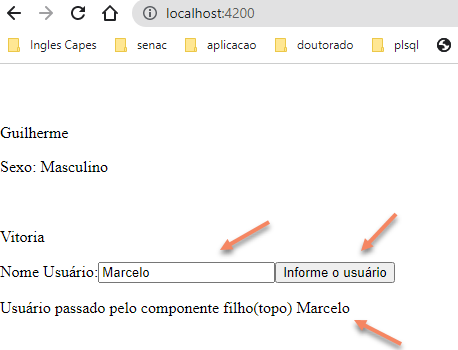 localhost:4200
Ingles Capes senac aplicacao doutorado plsql
Guilherme
Sexo: Masculino
Vitoria
Nome Usuário: Marcelo Informe o usuário
Usuário passado pelo componente filho(topo) Marcelo